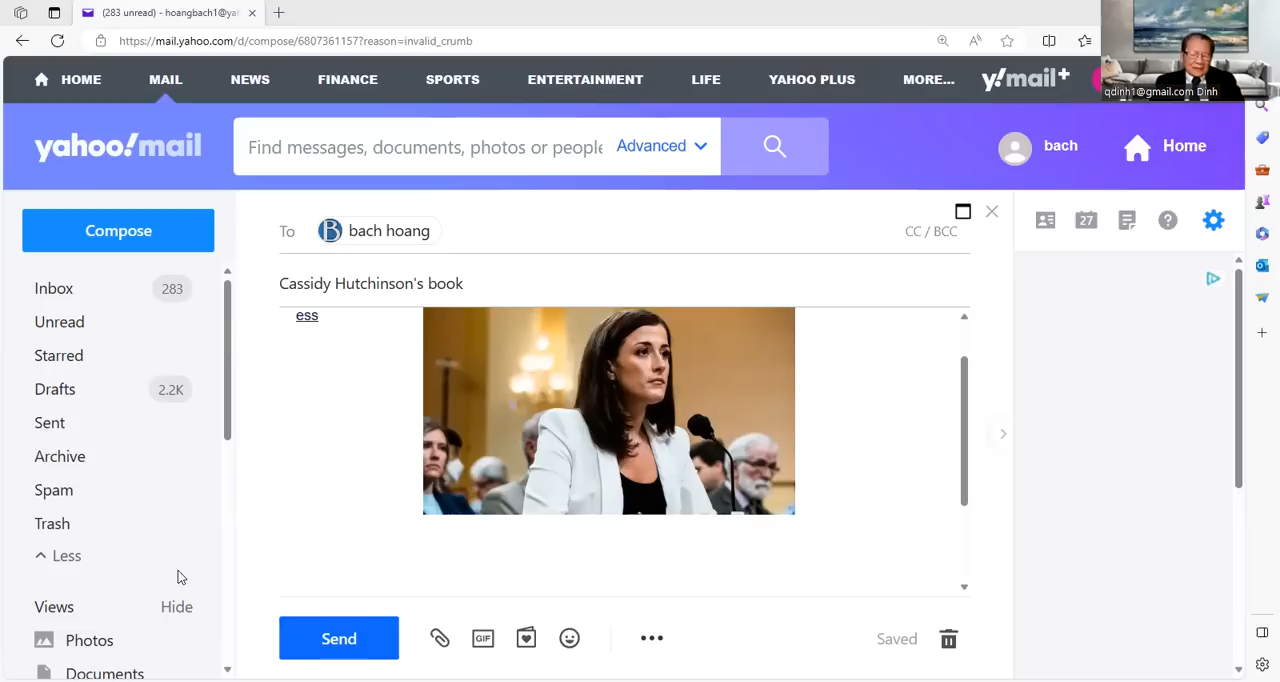 (283 unread) - hoangbach1@ya
https://mail.yahoo.com/d/compose/6807361157?reason=invalid_crumb
qdinh1@gmail.com Dinh
HOME MAIL NEWS FINANCE SPORTS ENTERTAINMENT LIFE YAHOO PLUS MORE... y!mail+
yahoo!mail
Find messages, documents, photos or people Advanced
bach Home
Compose
To B bach hoang CC / BCC
27
Cassidy Hutchinson's book
ess
Inbox 283
Unread
Starred
Drafts 2.2K
Sent
Archive
Spam
Trash
Less
Views Hide
Photos
Documents
Send GIF Saved